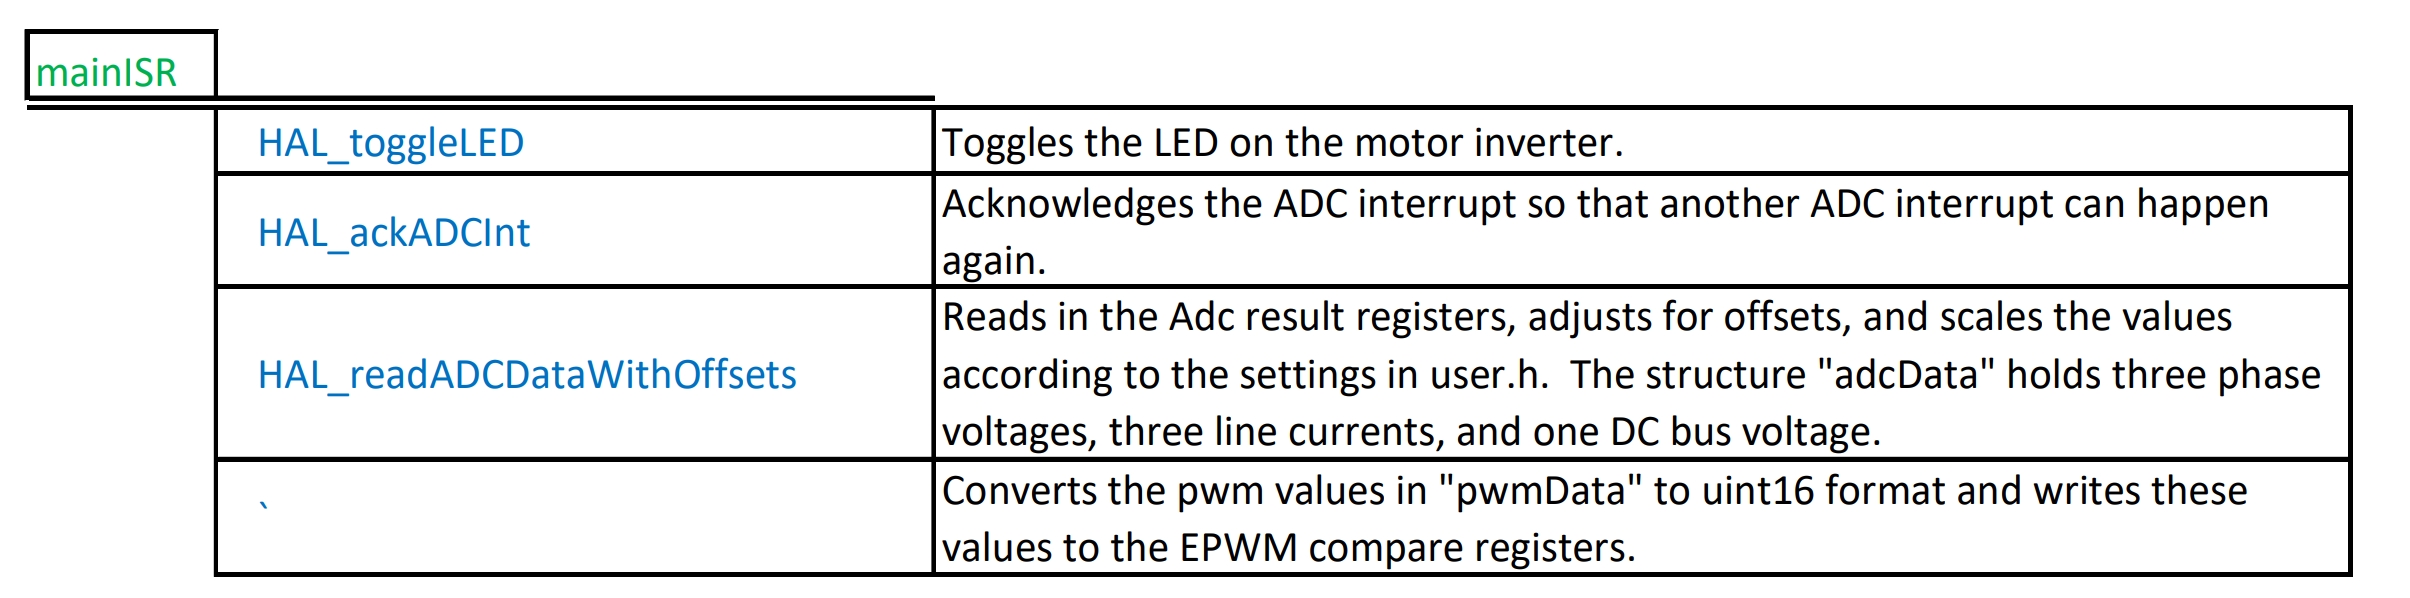 mainISR
HAL_toggleLED
Toggles the LED on the motor inverter.
HAL_ackADCInt
Acknowledges the ADC interrupt so that another ADC interrupt can happen
again.
HAL_readADCDataWithOffsets
Reads in the Adc result registers, adjusts for offsets, and scales the values
according to the settings in user.h.  The structure "adcData" holds three phase
voltages, three line currents, and one DC bus voltage.
`
Converts the pwm values in "pwmData" to uint16 format and writes these
values to the EPWM compare registers.